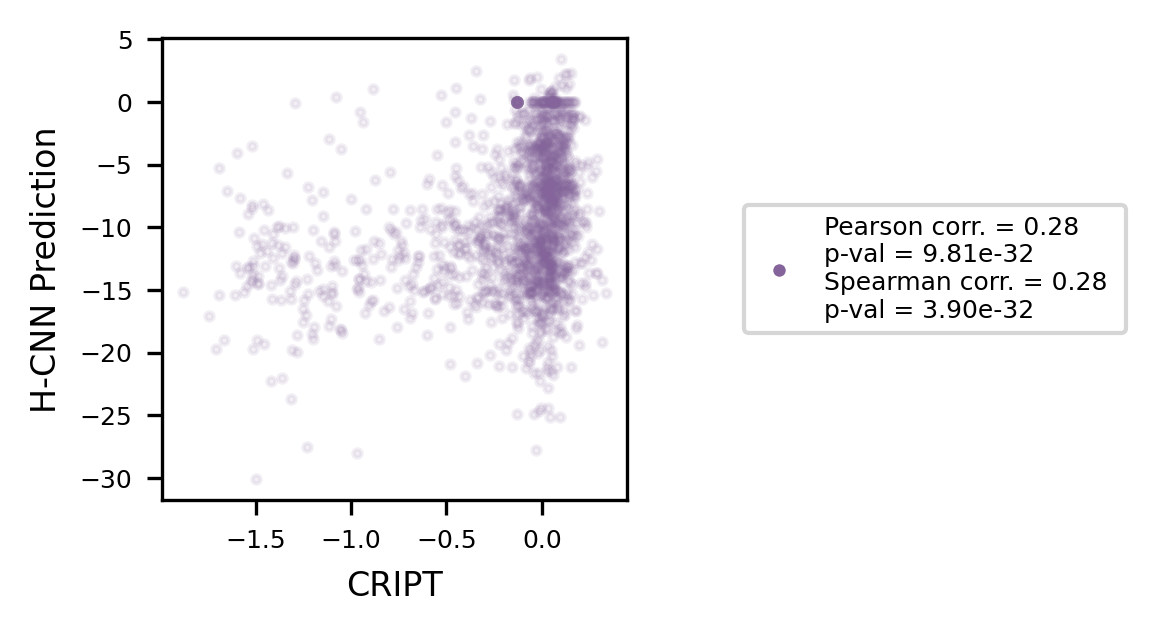 5
0
−5
−10
−15
−20
−25
−30
H-CNN Prediction
−1.5 −1.0 −0.5 0.0
CRIPT
Pearson corr. = 0.28
p-val = 9.81e-32
Spearman corr. = 0.28
p-val = 3.90e-32